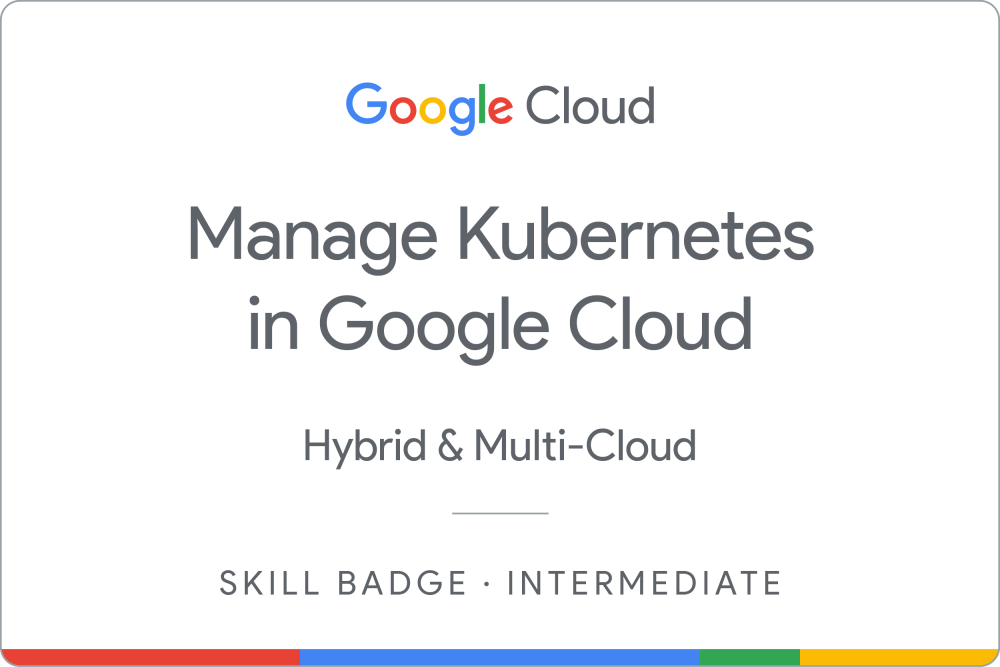 Google Cloud
Manage Kubernetes
in Google Cloud
Hybrid & Multi-Cloud
SKILL BADGE · INTERMEDIATE